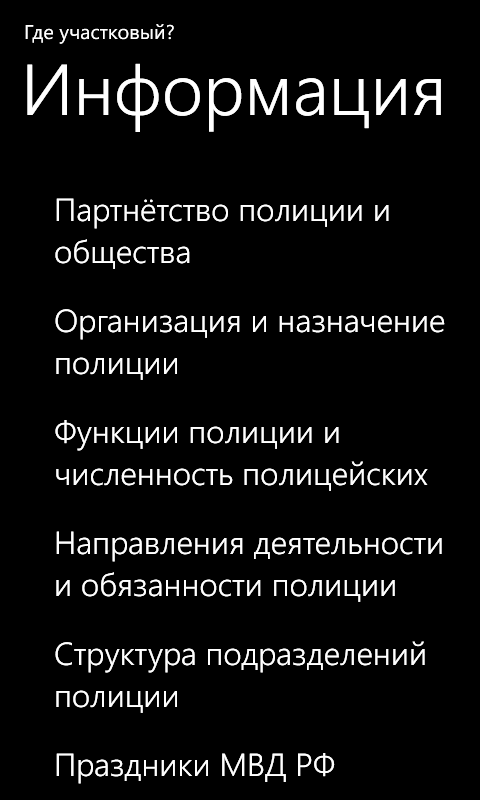 Где участковый?
Информация
Партнётство полиции и
общества
Организация и назначение
полиции
Функции полиции и
численность полицейских
Направления деятельности
и обязанности полиции
Структура подразделений
полиции
Праздники МВД РФ